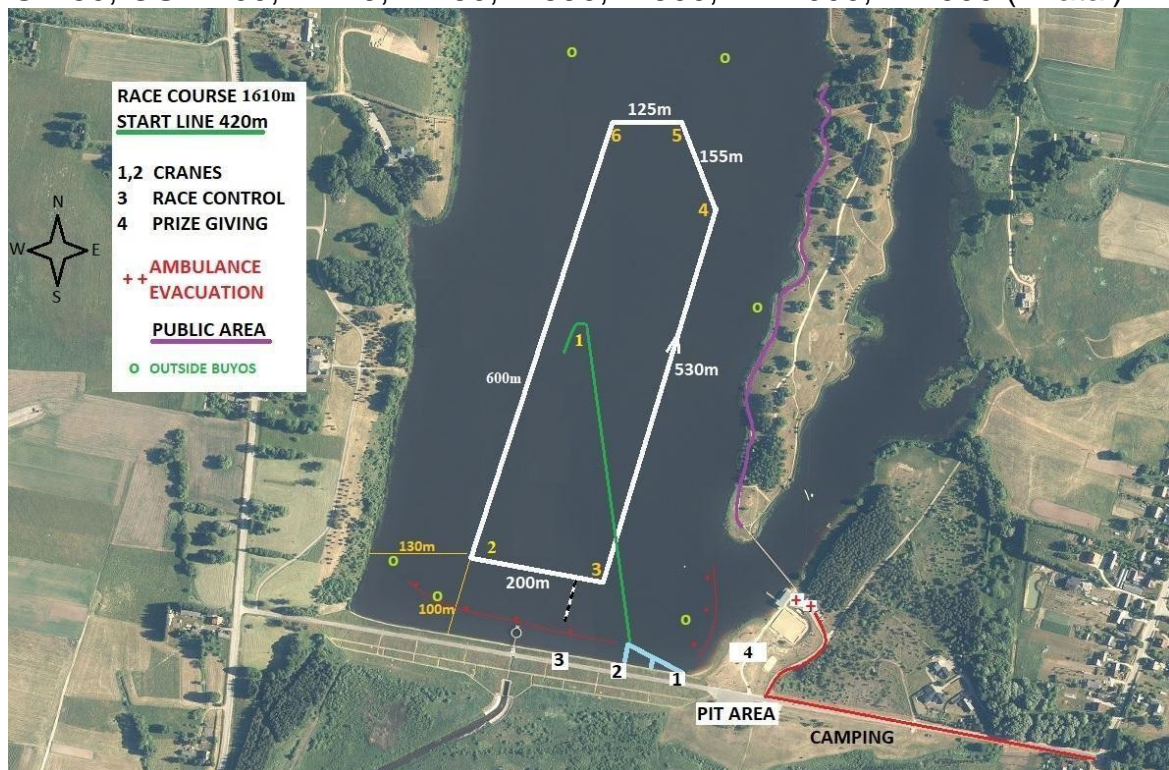 RACE COURSE 1610m
START LINE 420m
1,2 CRANES
3 RACE CONTROL
4 PRIZE GIVING
N
W E
S
++ AMBULANCE
EVACUATION
PUBLIC AREA
O OUTSIDE BUYOS
O
O
125m
6 5
155m
4
O
1
530m
600m
130m
2
O
200m
3
O
100m
O
++
4
3
2
1
PIT AREA
CAMPING